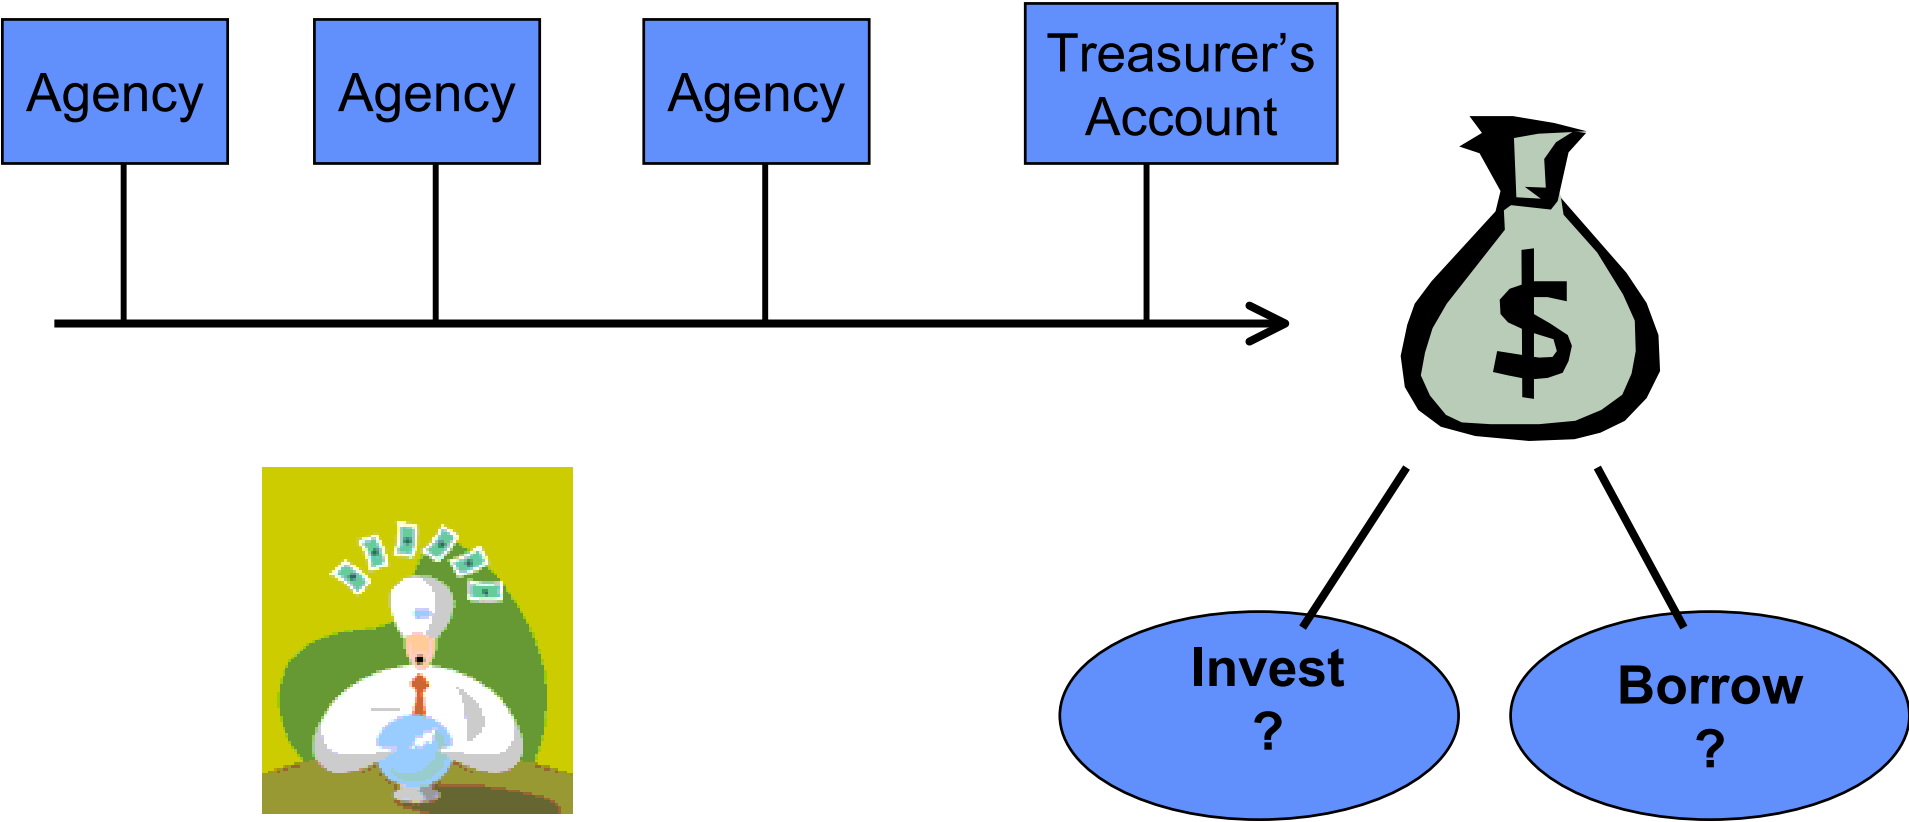 Agency
Agency
Agency
Treasurer’s
Account
$
Invest
?
Borrow
?